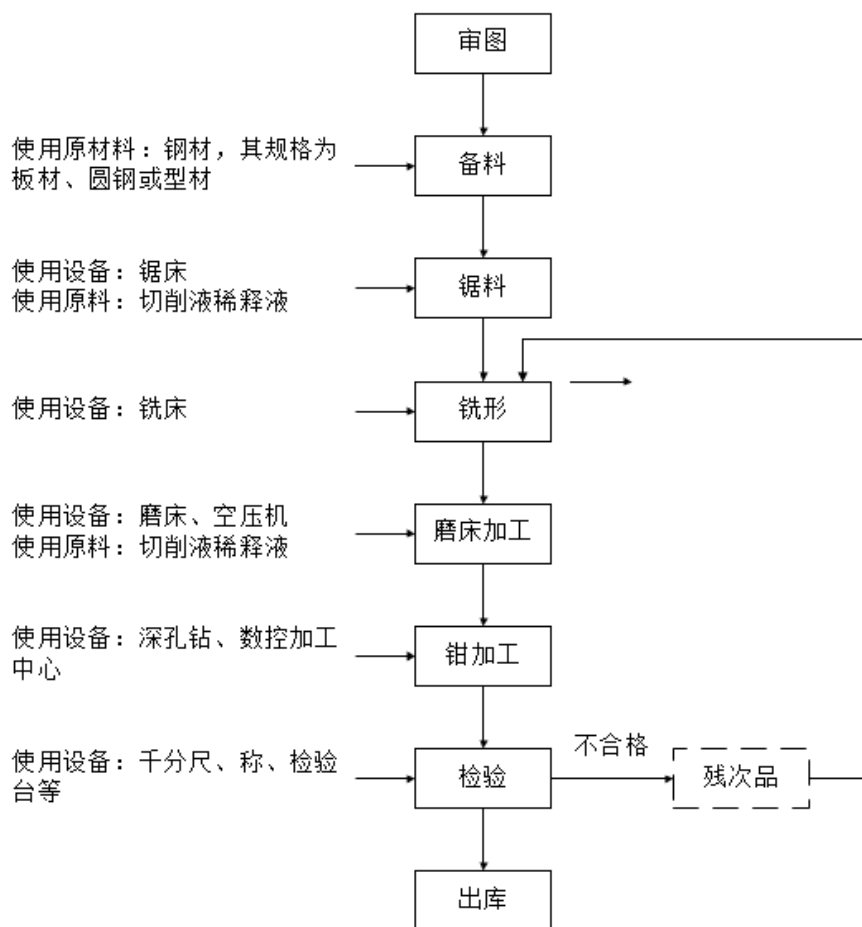 审图
使用原材料：钢材，其规格为
板材、圆钢或型材
备料
使用设备：锯床
使用原料：切削液稀释液
锯料
使用设备：铣床
铣形
使用设备：磨床、空压机
使用原料：切削液稀释液
磨床加工
使用设备：深孔钻、数控加工
中心
钳加工
不合格
使用设备：千分尺、称、检验
台等
检验
残次品
出库